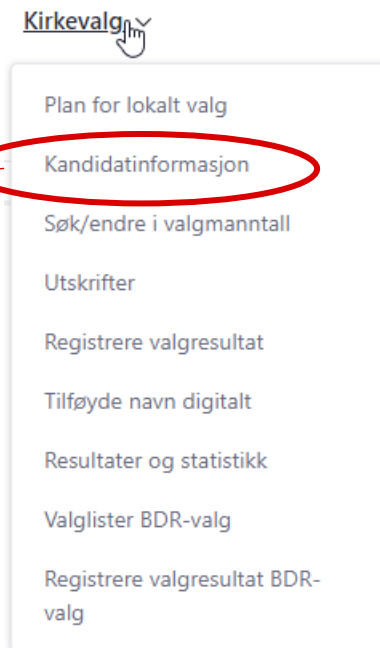 Kirkevalg
Plan for lokalt valg
Kandidatinformasjon
Søk/endre i valgmanntall
Utskrifter
Registrere valgresultat
Tilføyde navn digitalt
Resultater og statistikk
Valglister BDR-valg
Registrere valgresultat BDR-
valg